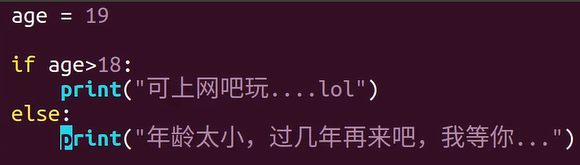 age = 19
if age>18:
    print("可上网吧玩....lol")
else:
    print("年龄太小，过几年再来吧，我等你...")